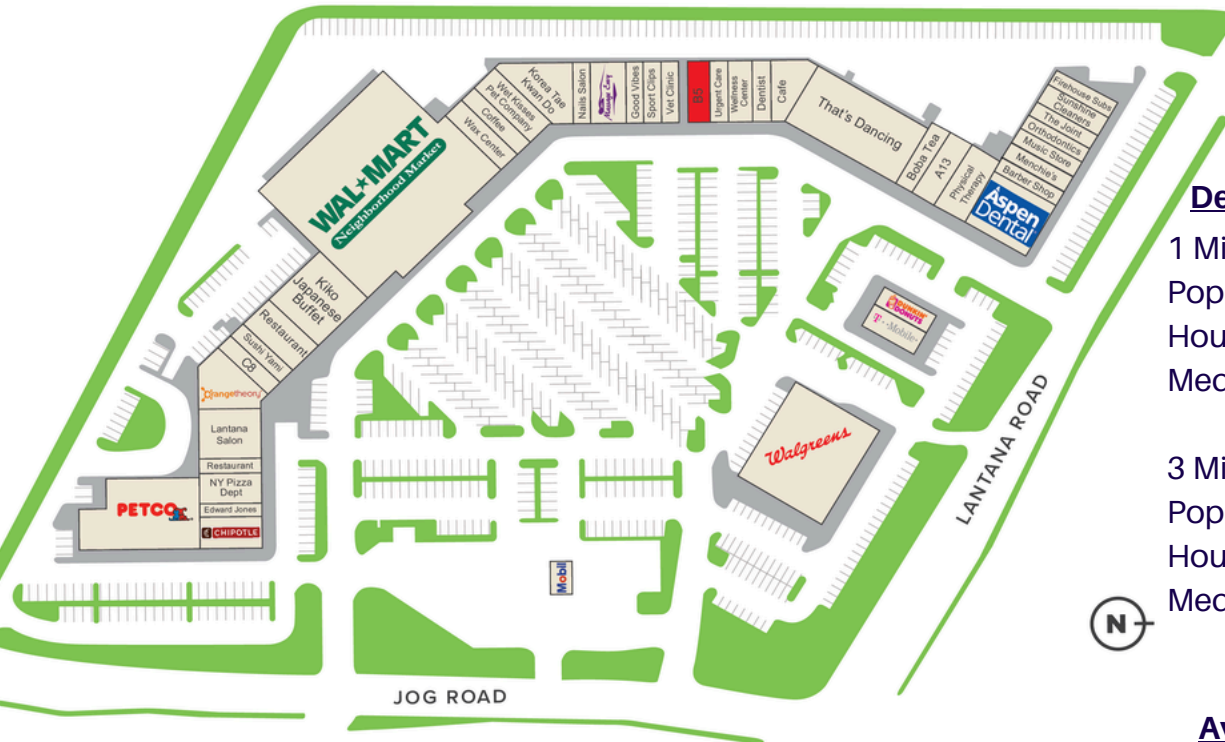 WAL★MART
Neighborhood Market
Korea Tae
Kwan Do
Wet Kisses
Pet Company
Coffee
Wax Center
Nails Salon
Massage Envy
Good Vibes
Sport Clips
Vet Clinic
B5
Urgent Care
Wellness
Center
Dentist
Cafe
That's Dancing
Boba Tea
A13
Physical
Therapy
Aspen
Dental
Firehouse Subs
Sunshine
Cleaners
The Joint
Orthodontics
Music Store
Menchie's
Barber Shop
Kiko
Japanese
Buffet
Restaurant
Sushi Yami
C8
Orangetheory
Lantana
Salon
Restaurant
NY Pizza
Dept
Edward Jones
CHIPOTLE
PETCO
DUNKIN'
DONUTS
T··Mobile·
Walgreens
Mobil
LANTANA ROAD
JOG ROAD
N
De
1 Mi
Pop
Hou
Med
3 Mi
Pop
Hou
Med
Av